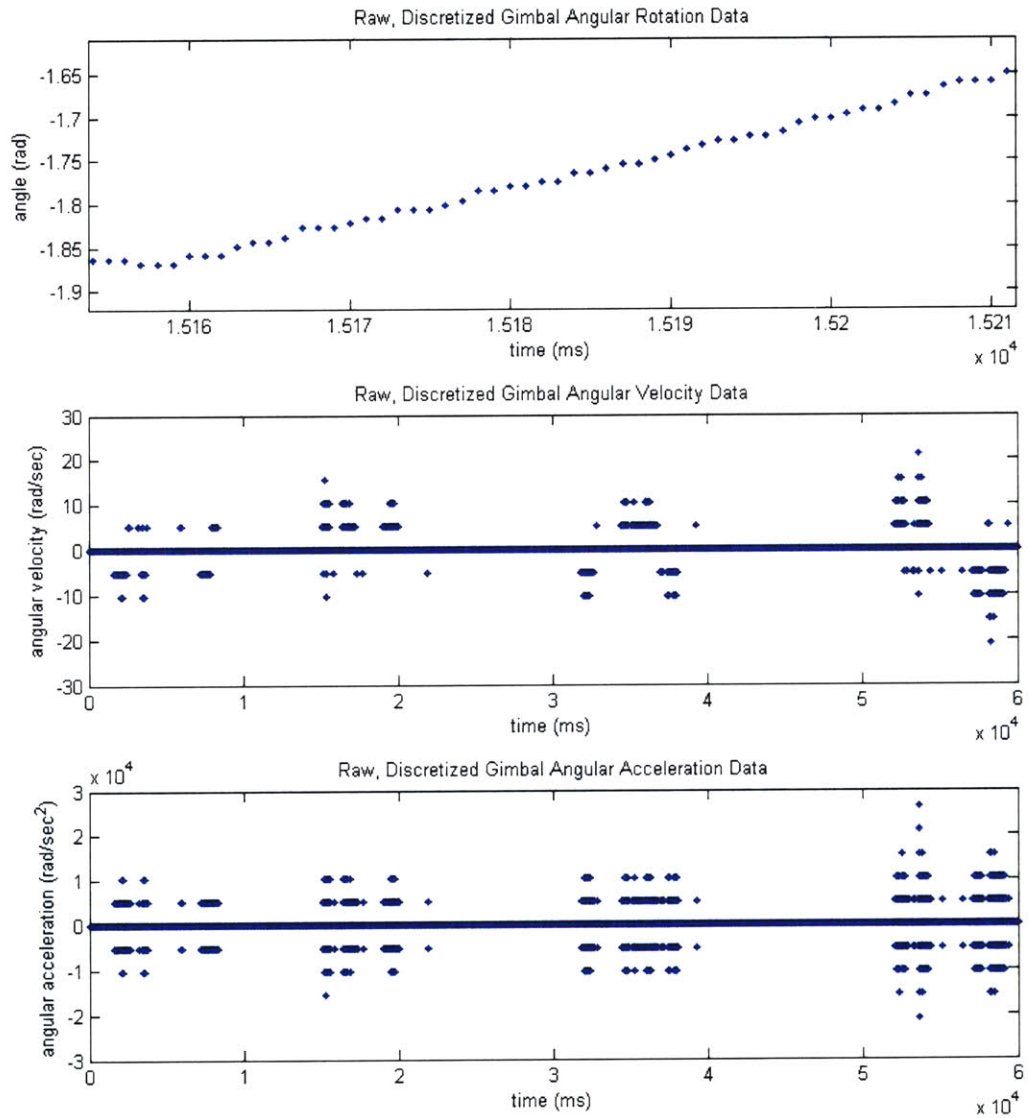 Raw, Discretized Gimbal Angular Rotation Data
-1.65
-1.7
-1.75
-1.8
-1.85
-1.9
angle (rad)
1.516 1.517 1.518 1.519 1.52 1.521
time (ms)
x 10^4
Raw, Discretized Gimbal Angular Velocity Data
30
20
10
0
-10
-20
-30
angular velocity (rad/sec)
0 1 2 3 4 5 6
time (ms)
x 10^4
Raw, Discretized Gimbal Angular Acceleration Data
x 10^4
3
2
1
0
-1
-2
-3
angular acceleration (rad/sec^2)
0 1 2 3 4 5 6
time (ms)
x 10^4